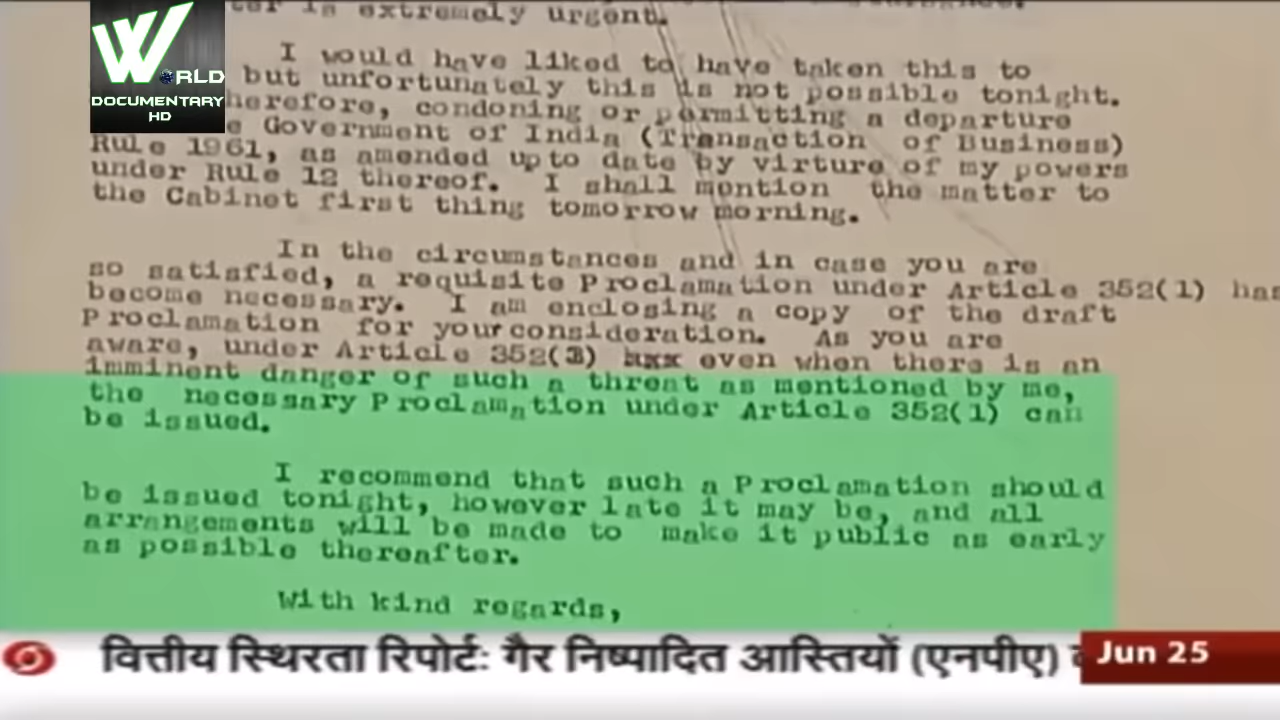 WORLD
DOCUMENTARY
HD
is extremely urgent.
I would have liked to have taken this to
but unfortunately this is not possible tonight.
herefore, condoning or permitting a departure
Government of India (Transaction of Business)
Rule 1961, as amended upto date by virture of my powers
under Rule 12 thereof. I shall mention the matter to
the Cabinet first thing tomorrow morning.
In the circumstances and in case you are
so satisfied, a requisite Proclamation under Article 352(1) has
become necessary. I am enclosing a copy of the draft
Proclamation for your consideration. As you are
aware, under Article 352(3) even when there is an
imminent danger of such a threat as mentioned by me,
the necessary Proclamation under Article 352(1) can
be issued.
I recommend that such a Proclamation should
be issued tonight, however late it may be, and all
arrangements will be made to make it public as early
as possible thereafter.
With kind regards,
वित्तीय स्थिरता रिपोर्ट: गैर निष्पादित आस्तियों (एनपीए)
Jun 25